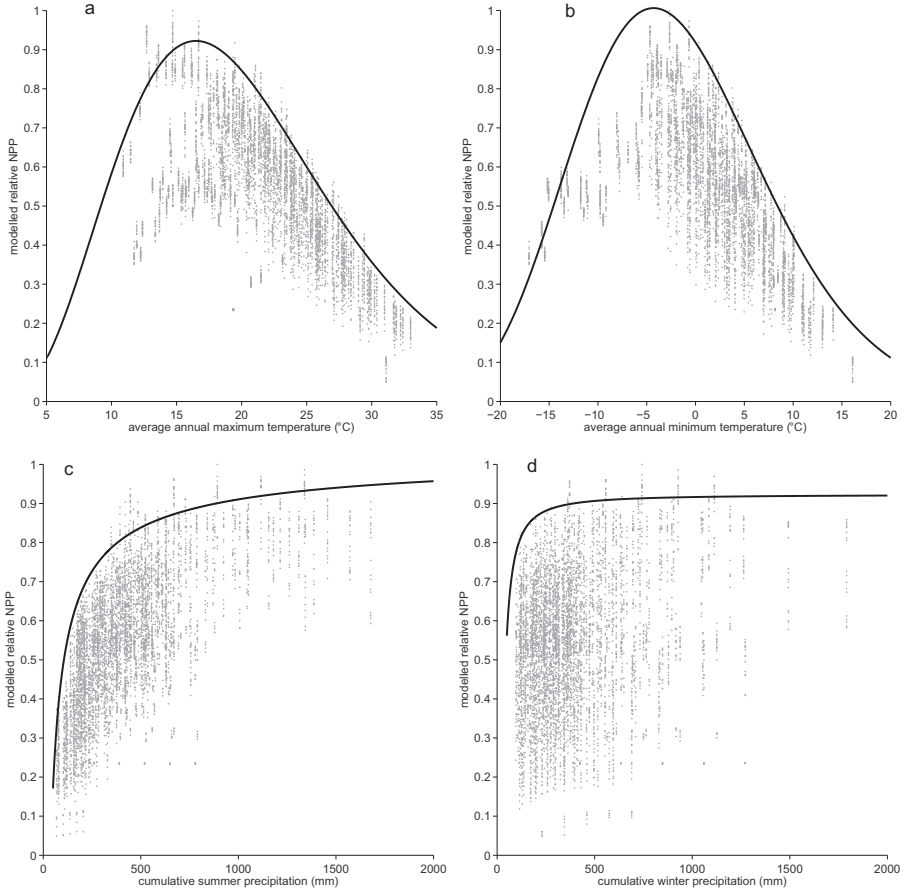 a
1
0.9
0.8
0.7
0.6
0.5
0.4
0.3
0.2
0.1
0
modelled relative NPP
5 10 15 20 25 30 35
average annual maximum temperature (°C)
b
1
0.9
0.8
0.7
0.6
0.5
0.4
0.3
0.2
0.1
0
modelled relative NPP
−20 −15 −10 −5 0 5 10 15 20
average annual minimum temperature (°C)
c
1
0.9
0.8
0.7
0.6
0.5
0.4
0.3
0.2
0.1
0
modelled relative NPP
0 500 1000 1500 2000
cumulative summer precipitation (mm)
d
1
0.9
0.8
0.7
0.6
0.5
0.4
0.3
0.2
0.1
0
modelled relative NPP
0 500 1000 1500 2000
cumulative winter precipitation (mm)